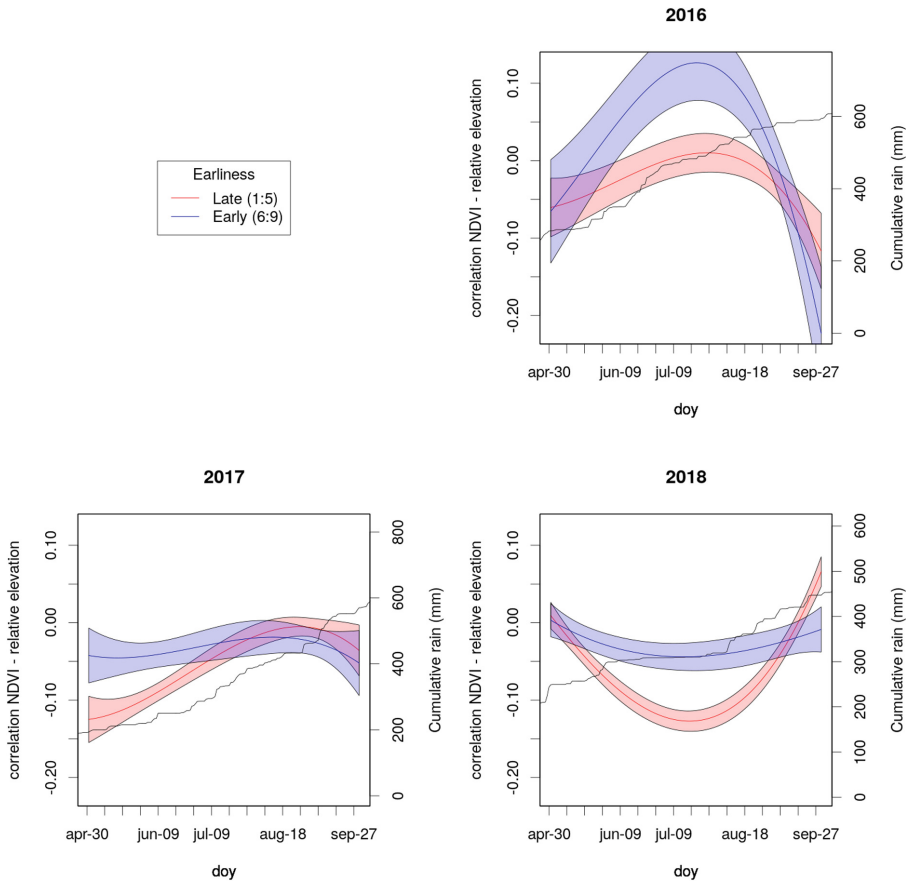 2016
correlation NDVI - relative elevation
0.10
0.00
-0.10
-0.20
600
400
200
0
Cumulative rain (mm)
apr-30 jun-09 jul-09 aug-18 sep-27
doy
Earliness
Late (1:5)
Early (6:9)
2017
correlation NDVI - relative elevation
0.10
0.00
-0.10
-0.20
800
600
400
200
0
Cumulative rain (mm)
apr-30 jun-09 jul-09 aug-18 sep-27
doy
2018
correlation NDVI - relative elevation
0.10
0.00
-0.10
-0.20
600
500
400
300
200
100
0
Cumulative rain (mm)
apr-30 jun-09 jul-09 aug-18 sep-27
doy